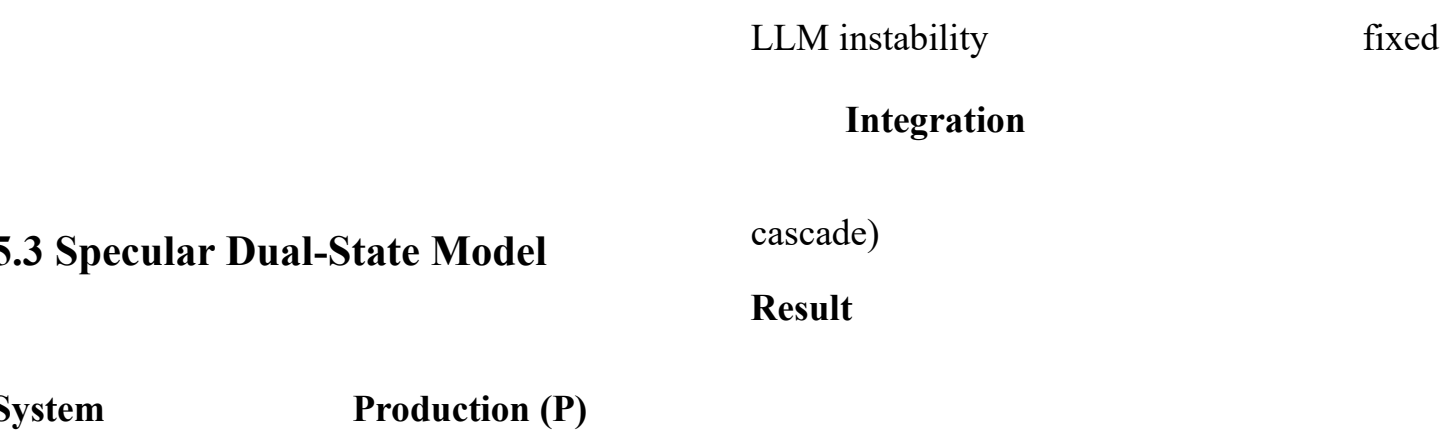 5.3 Specular Dual-State Model
System Production (P)
LLM instability fixed
Integration
cascade)
Result